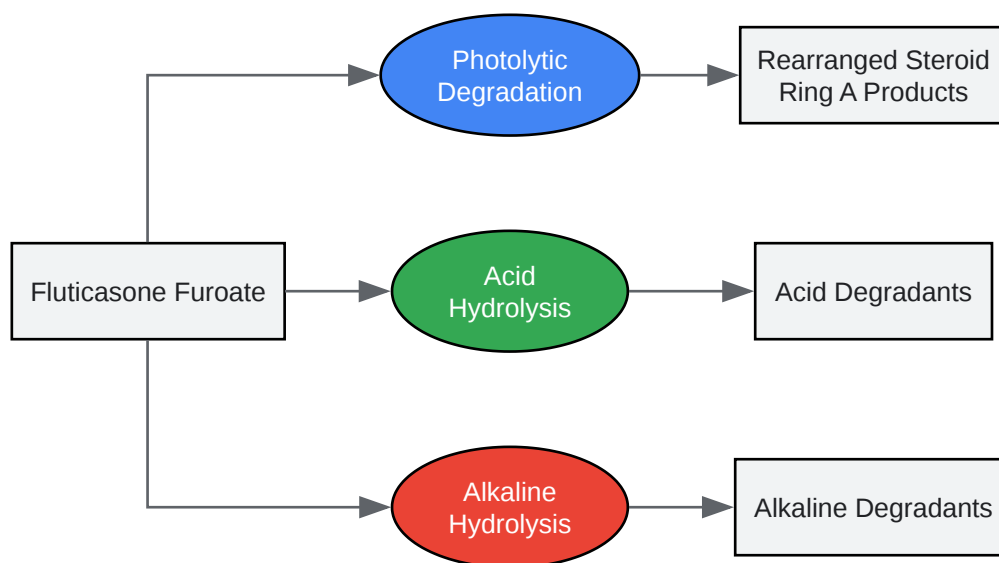 Photolytic
Degradation
Rearranged Steroid
Ring A Products
Fluticasone Furoate
Acid
Hydrolysis
Acid Degradants
Alkaline
Hydrolysis
Alkaline Degradants